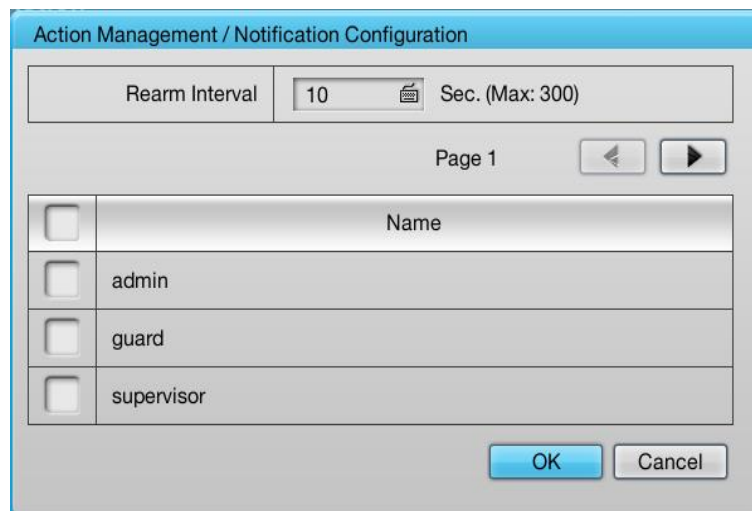 Action Management / Notification Configuration
Rearm Interval 10 Sec. (Max: 300)
Page 1
Name
admin
guard
supervisor
OK Cancel